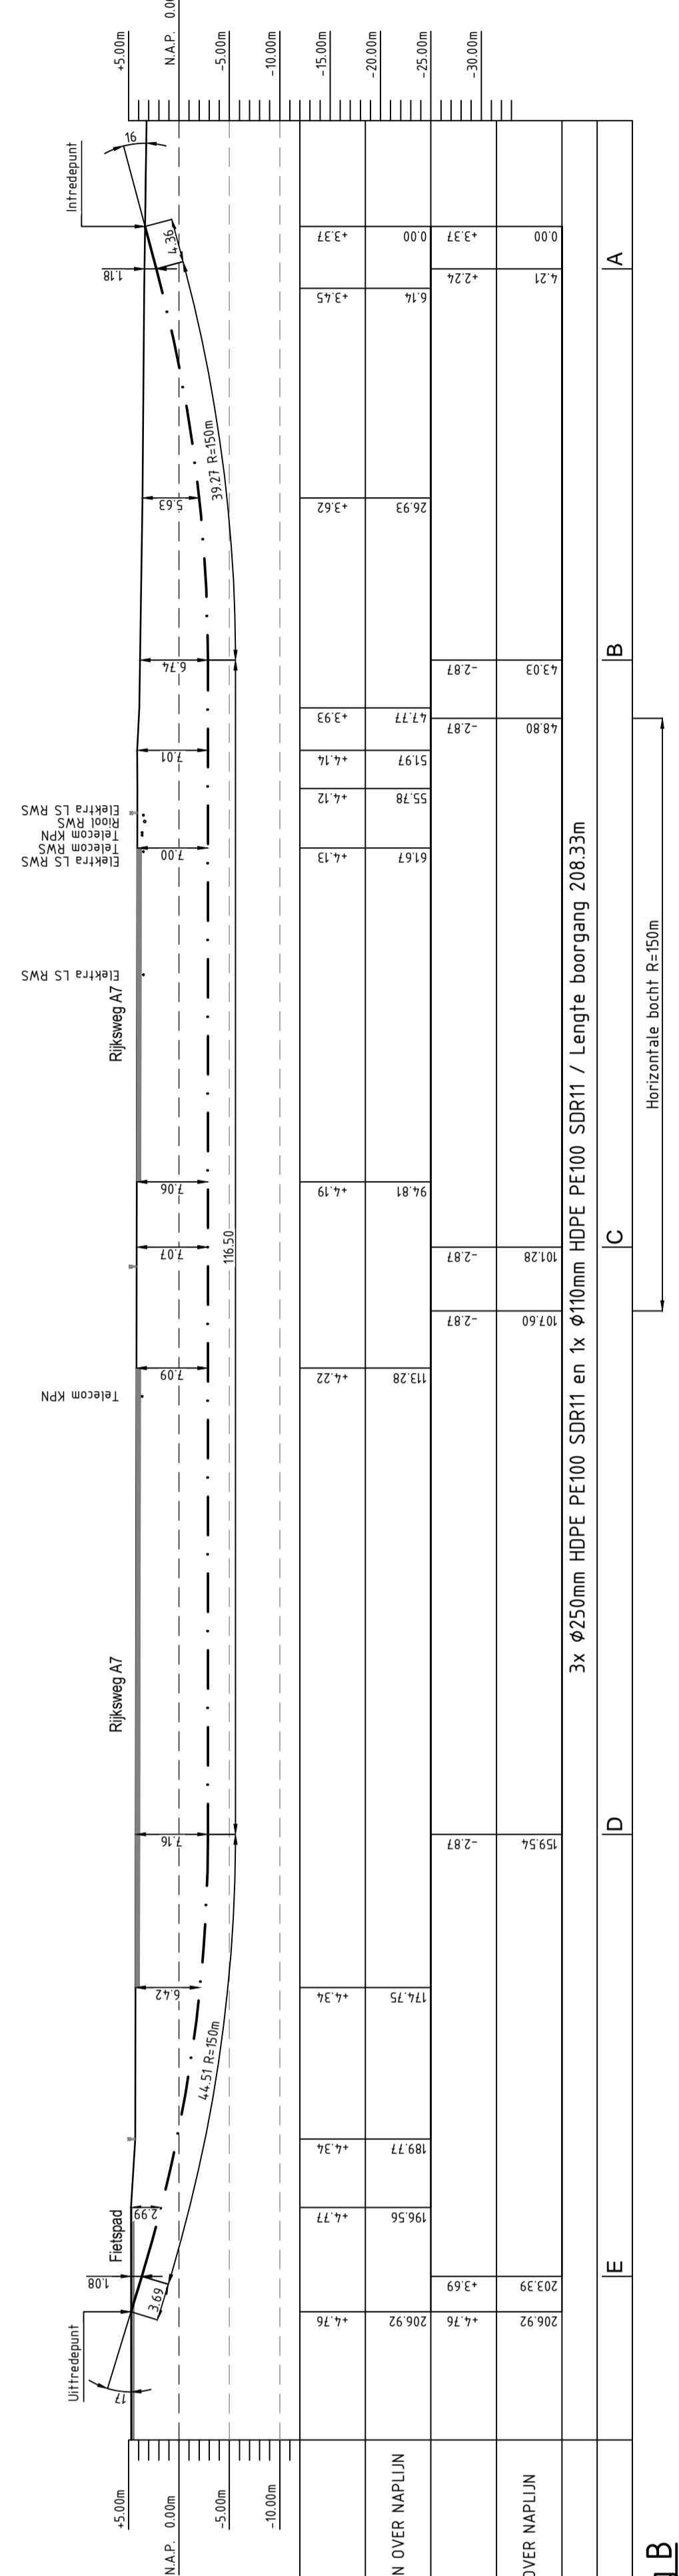 +5.00m
N.A.P. 0.00
-5.00m
-10.00m
-15.00m
-20.00m
-25.00m
-30.00m
Intredepunt
16
4.36
1.18
39.27 R=150m
5.63
6.74
7.01
7.00
Elektra LS RWS
Riool RWS
Telecom KPN
Telecom RWS
Elektra LS RWS
Elektra LS RWS
Rijksweg A7
7.06
7.07
116.50
7.09
Telecom KPN
Rijksweg A7
7.16
6.42
44.51 R=150m
2.99
Fietspad
1.08
3.69
Uittredepunt
17
+3.37
0.00
+3.37
0.00
+2.24
4.21
A
+3.45
6.14
+3.62
26.93
-2.87
43.03
B
+3.93
47.77
-2.87
48.80
+4.14
51.97
+4.12
55.78
+4.13
61.67
+4.19
94.81
-2.87
101.28
C
-2.87
107.60
+4.22
113.28
-2.87
159.54
D
+4.34
174.75
+4.34
189.77
+4.77
196.56
+3.69
203.39
E
+4.76
206.92
+4.76
206.92
3x Ø250mm HDPE PE100 SDR11 en 1x Ø110mm HDPE PE100 SDR11 / Lengte boorgang 208.33m
Horizontale bocht R=150m
+5.00m
N.A.P. 0.00m
-5.00m
-10.00m
N OVER NAPLIJN
OVER NAPLIJN
B